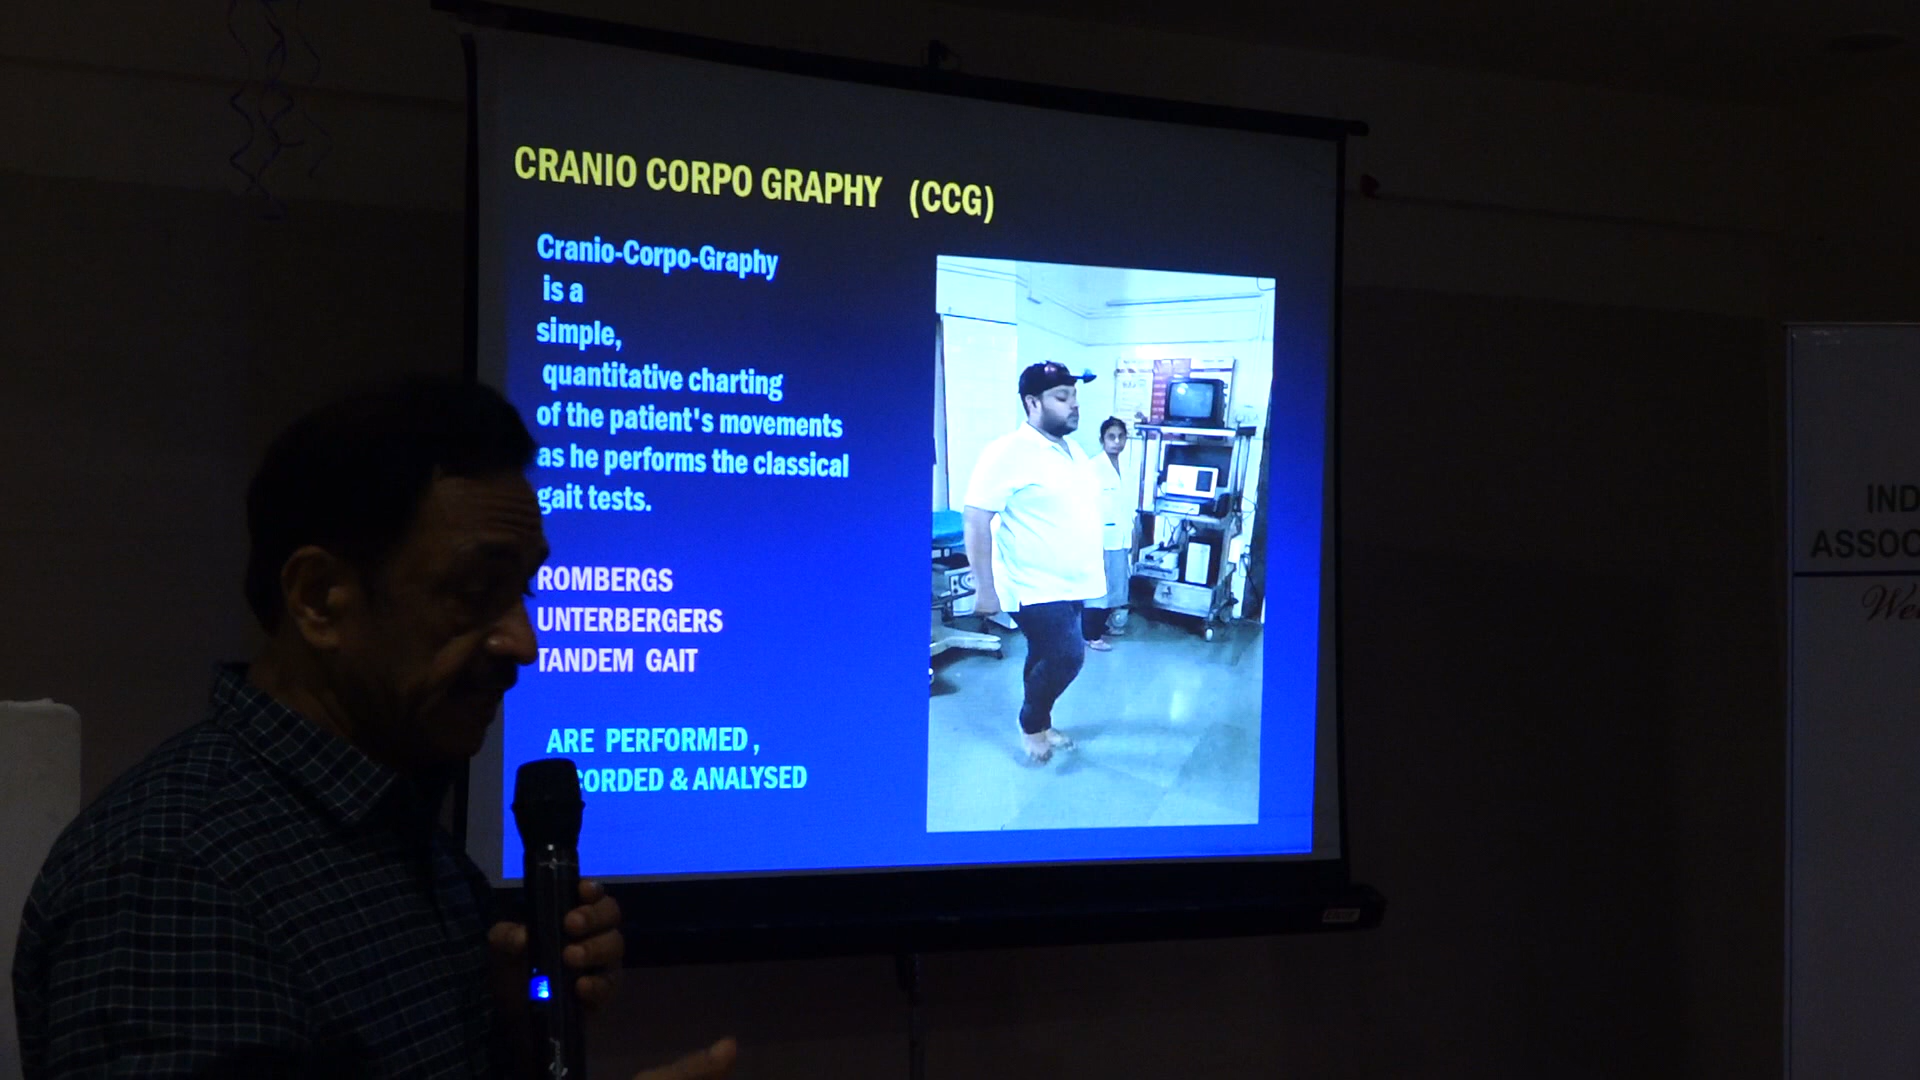 CRANIO CORPO GRAPHY (CCG)
Cranio-Corpo-Graphy
is a
simple,
quantitative charting
of the patient's movements
as he performs the classical
gait tests.
ROMBERGS
UNTERBERGERS
TANDEM GAIT
ARE PERFORMED ,
CORDED & ANALYSED
IND
ASSOC
We